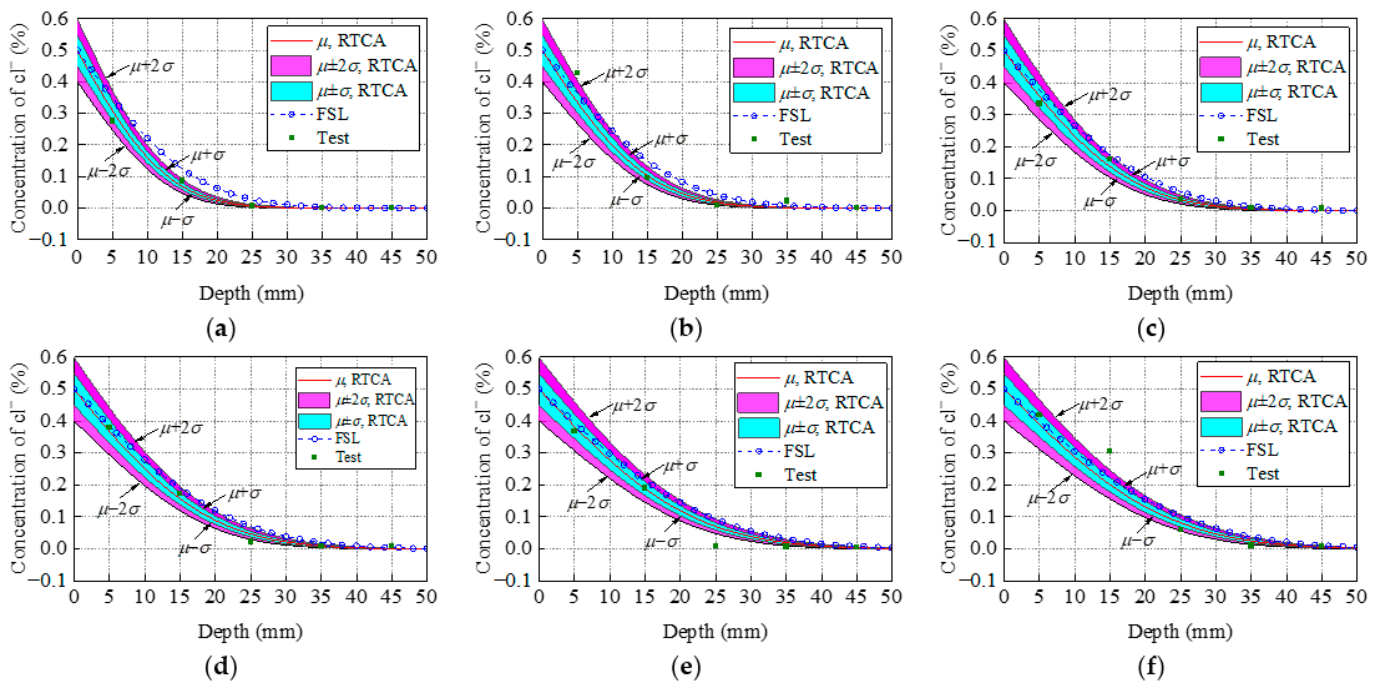 Concentration of cl⁻ (%)
0.6
0.5
0.4
0.3
0.2
0.1
0.0
−0.1
μ, RTCA
μ±2σ, RTCA
μ±σ, RTCA
FSL
Test
μ+2σ
μ+σ
μ−2σ
μ−σ
0 5 10 15 20 25 30 35 40 45 50
Depth (mm)
(a)
Concentration of cl⁻ (%)
0.6
0.5
0.4
0.3
0.2
0.1
0.0
−0.1
μ, RTCA
μ±2σ, RTCA
μ±σ, RTCA
FSL
Test
μ+2σ
μ+σ
μ−2σ
μ−σ
0 5 10 15 20 25 30 35 40 45 50
Depth (mm)
(b)
Concentration of cl⁻ (%)
0.6
0.5
0.4
0.3
0.2
0.1
0.0
−0.1
μ, RTCA
μ±2σ, RTCA
μ±σ, RTCA
FSL
Test
μ+2σ
μ+σ
μ−2σ
μ−σ
0 5 10 15 20 25 30 35 40 45 50
Depth (mm)
(c)
Concentration of cl⁻ (%)
0.6
0.5
0.4
0.3
0.2
0.1
0.0
−0.1
μ, RTCA
μ±2σ, RTCA
μ±σ, RTCA
FSL
Test
μ+2σ
μ+σ
μ−2σ
μ−σ
0 5 10 15 20 25 30 35 40 45 50
Depth (mm)
(d)
Concentration of cl⁻ (%)
0.6
0.5
0.4
0.3
0.2
0.1
0.0
−0.1
μ, RTCA
μ±2σ, RTCA
μ±σ, RTCA
FSL
Test
μ+2σ
μ+σ
μ−2σ
μ−σ
0 5 10 15 20 25 30 35 40 45 50
Depth (mm)
(e)
Concentration of cl⁻ (%)
0.6
0.5
0.4
0.3
0.2
0.1
0.0
−0.1
μ, RTCA
μ±2σ, RTCA
μ±σ, RTCA
FSL
Test
μ+2σ
μ+σ
μ−2σ
μ−σ
0 5 10 15 20 25 30 35 40 45 50
Depth (mm)
(f)